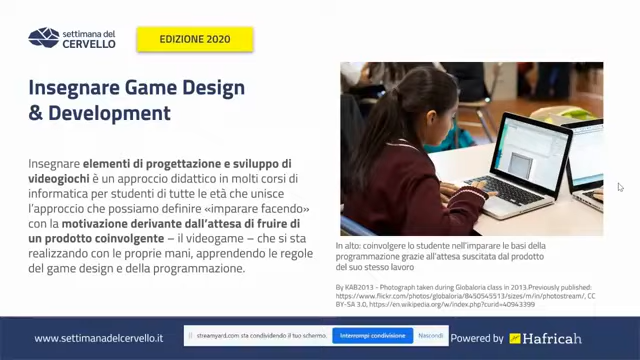 settimana del
CERVELLO
EDIZIONE 2020
Insegnare Game Design
& Development
Insegnare elementi di progettazione e sviluppo di
videogiochi è un approccio didattico in molti corsi di
informatica per studenti di tutte le età che unisce
l'approccio che possiamo definire «imparare facendo»
con la motivazione derivante dall'attesa di fruire di
un prodotto coinvolgente – il videogame – che si sta
realizzando con le proprie mani, apprendendo le regole
del game design e della programmazione.
In alto: coinvolgere lo studente nell'imparare le basi della
programmazione grazie all'attesa suscitata dal prodotto
del suo stesso lavoro
By KAB2013 - Photograph taken during Globaloria class in 2013.Previously published:
https://www.flickr.com/photos/globaloria/8450545513/sizes/m/in/photostream/, CC
BY-SA 3.0, https://en.wikipedia.org/w/index.php?curid=40943399
www.settimanadelcervello.it
streamyard.com sta condividendo il tuo schermo.
Interrompi condivisione
Nascondi
Powered by
Hafricah